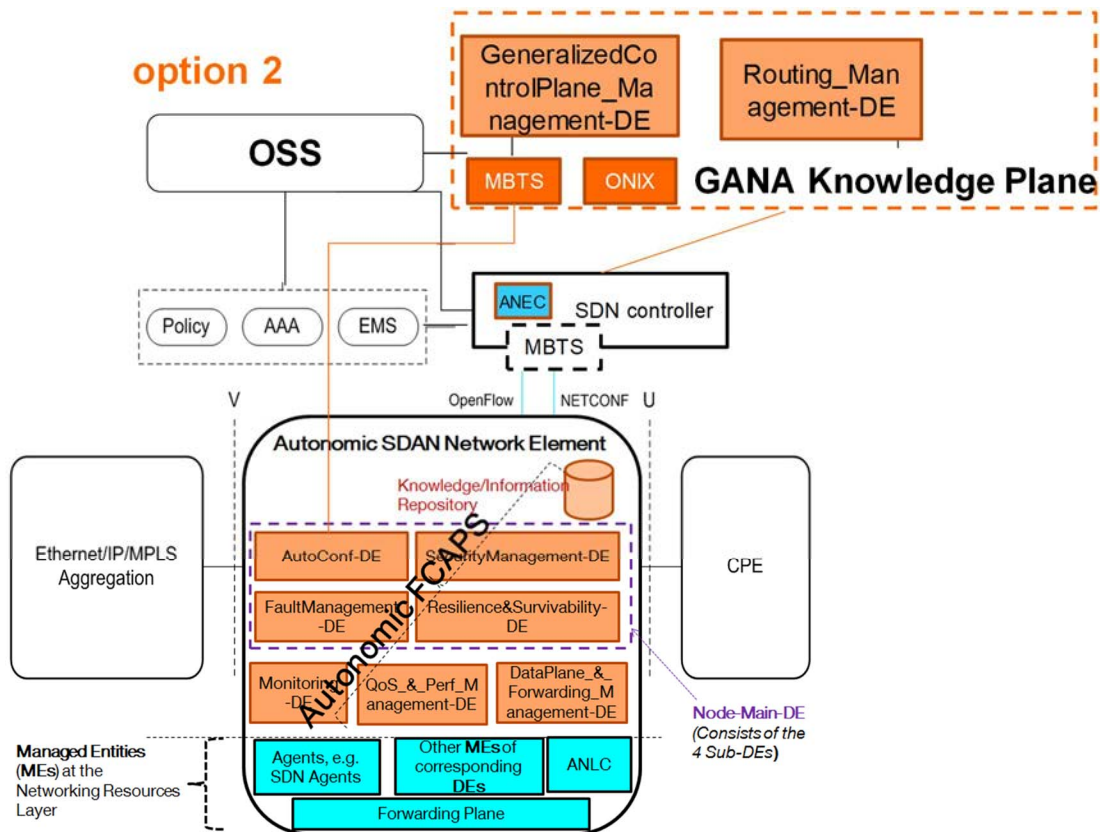 option 2
GeneralizedCo
ntrolPlane_Ma
nagement-DE
Routing_Man
agement-DE
OSS
MBTS
ONIX
GANA Knowledge Plane
ANEC
SDN controller
Policy
AAA
EMS
MBTS
V
OpenFlow
NETCONF
U
Autonomic SDAN Network Element
Knowledge/Information
Repository
Ethernet/IP/MPLS
Aggregation
AutoConf-DE
SecurityManagement-DE
CPE
FaultManagement
-DE
Resilience&Survivability-
DE
Autonomic FCAPS
Monitoring
-DE
QoS_&_Perf_M
anagement-DE
DataPlane_&_
Forwarding_M
anagement-DE
Node-Main-DE
(Consists of the
4 Sub-DEs)
Managed Entities
(MEs) at the
Networking Resources
Layer
Agents, e.g.
SDN Agents
Other MEs of
corresponding
DEs
ANLC
Forwarding Plane